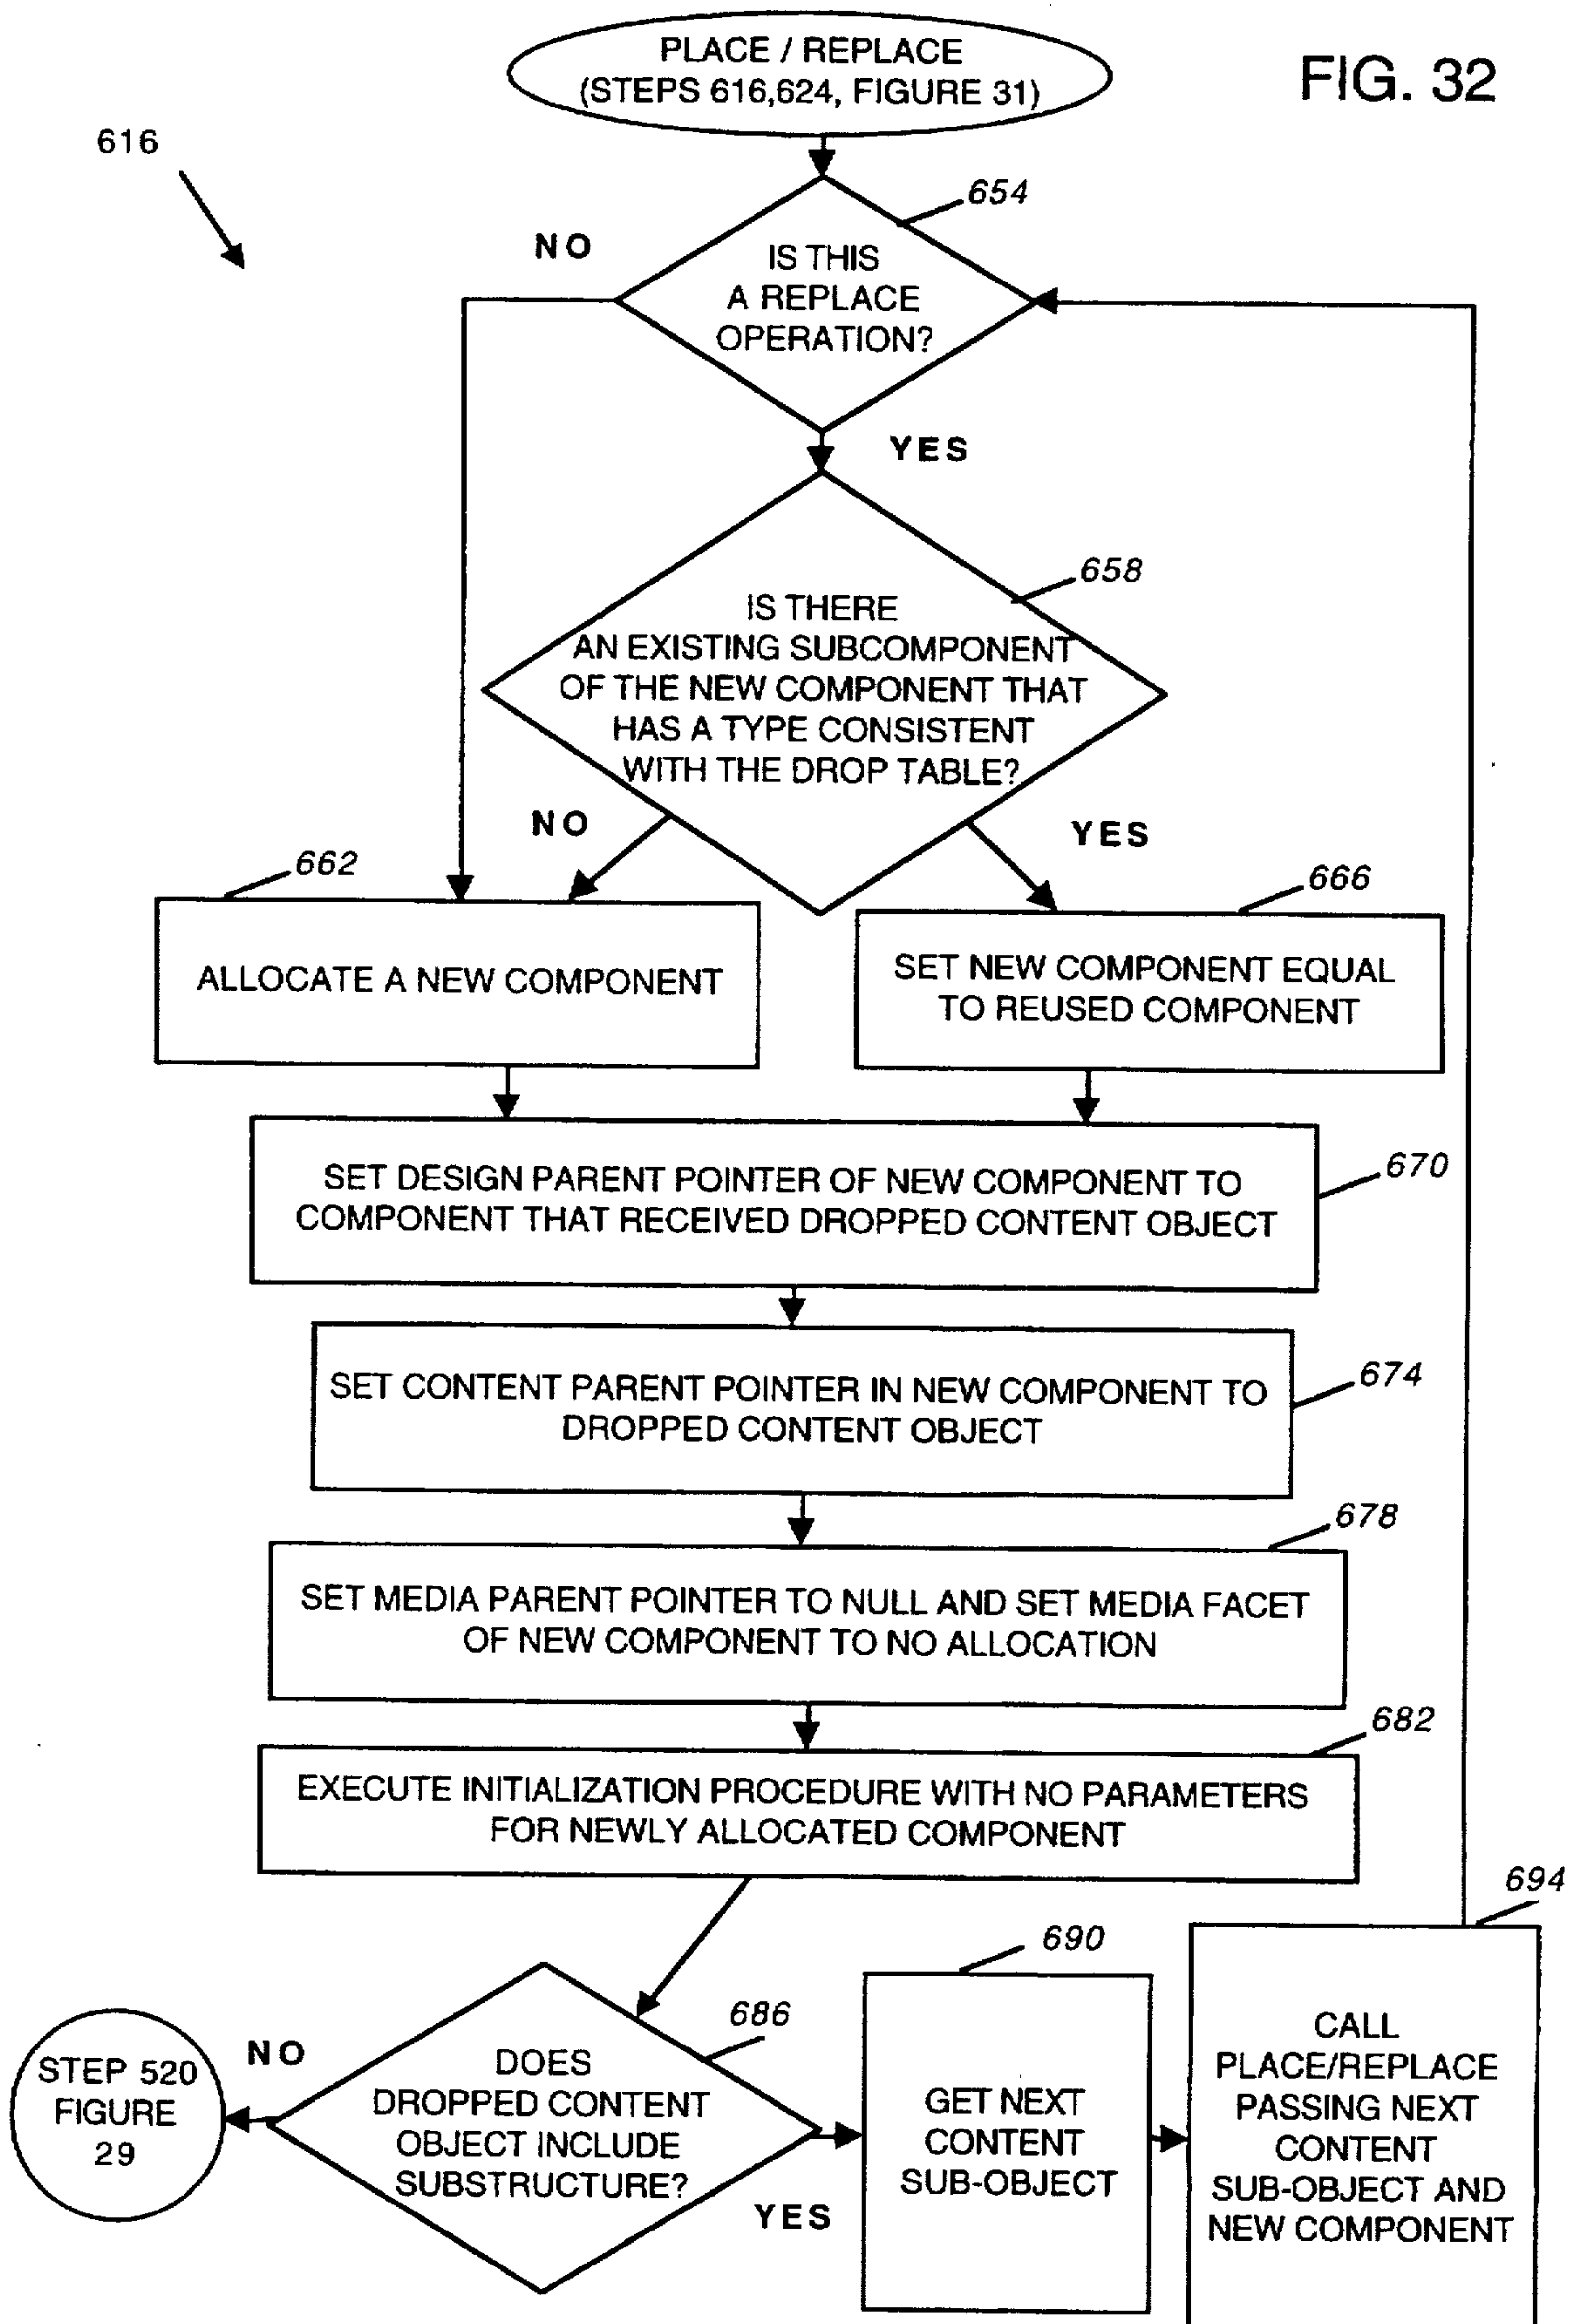 PLACE / REPLACE
(STEPS 616,624, FIGURE 31)
FIG. 32
616
654
NO
IS THIS
A REPLACE
OPERATION?
YES
658
IS THERE
AN EXISTING SUBCOMPONENT
OF THE NEW COMPONENT THAT
HAS A TYPE CONSISTENT
WITH THE DROP TABLE?
NO
YES
662
666
ALLOCATE A NEW COMPONENT
SET NEW COMPONENT EQUAL
TO REUSED COMPONENT
670
SET DESIGN PARENT POINTER OF NEW COMPONENT TO
COMPONENT THAT RECEIVED DROPPED CONTENT OBJECT
674
SET CONTENT PARENT POINTER IN NEW COMPONENT TO
DROPPED CONTENT OBJECT
678
SET MEDIA PARENT POINTER TO NULL AND SET MEDIA FACET
OF NEW COMPONENT TO NO ALLOCATION
682
EXECUTE INITIALIZATION PROCEDURE WITH NO PARAMETERS
FOR NEWLY ALLOCATED COMPONENT
686
DOES
DROPPED CONTENT
OBJECT INCLUDE
SUBSTRUCTURE?
NO
STEP 520
FIGURE
29
YES
690
GET NEXT
CONTENT
SUB-OBJECT
694
CALL
PLACE/REPLACE
PASSING NEXT
CONTENT
SUB-OBJECT AND
NEW COMPONENT